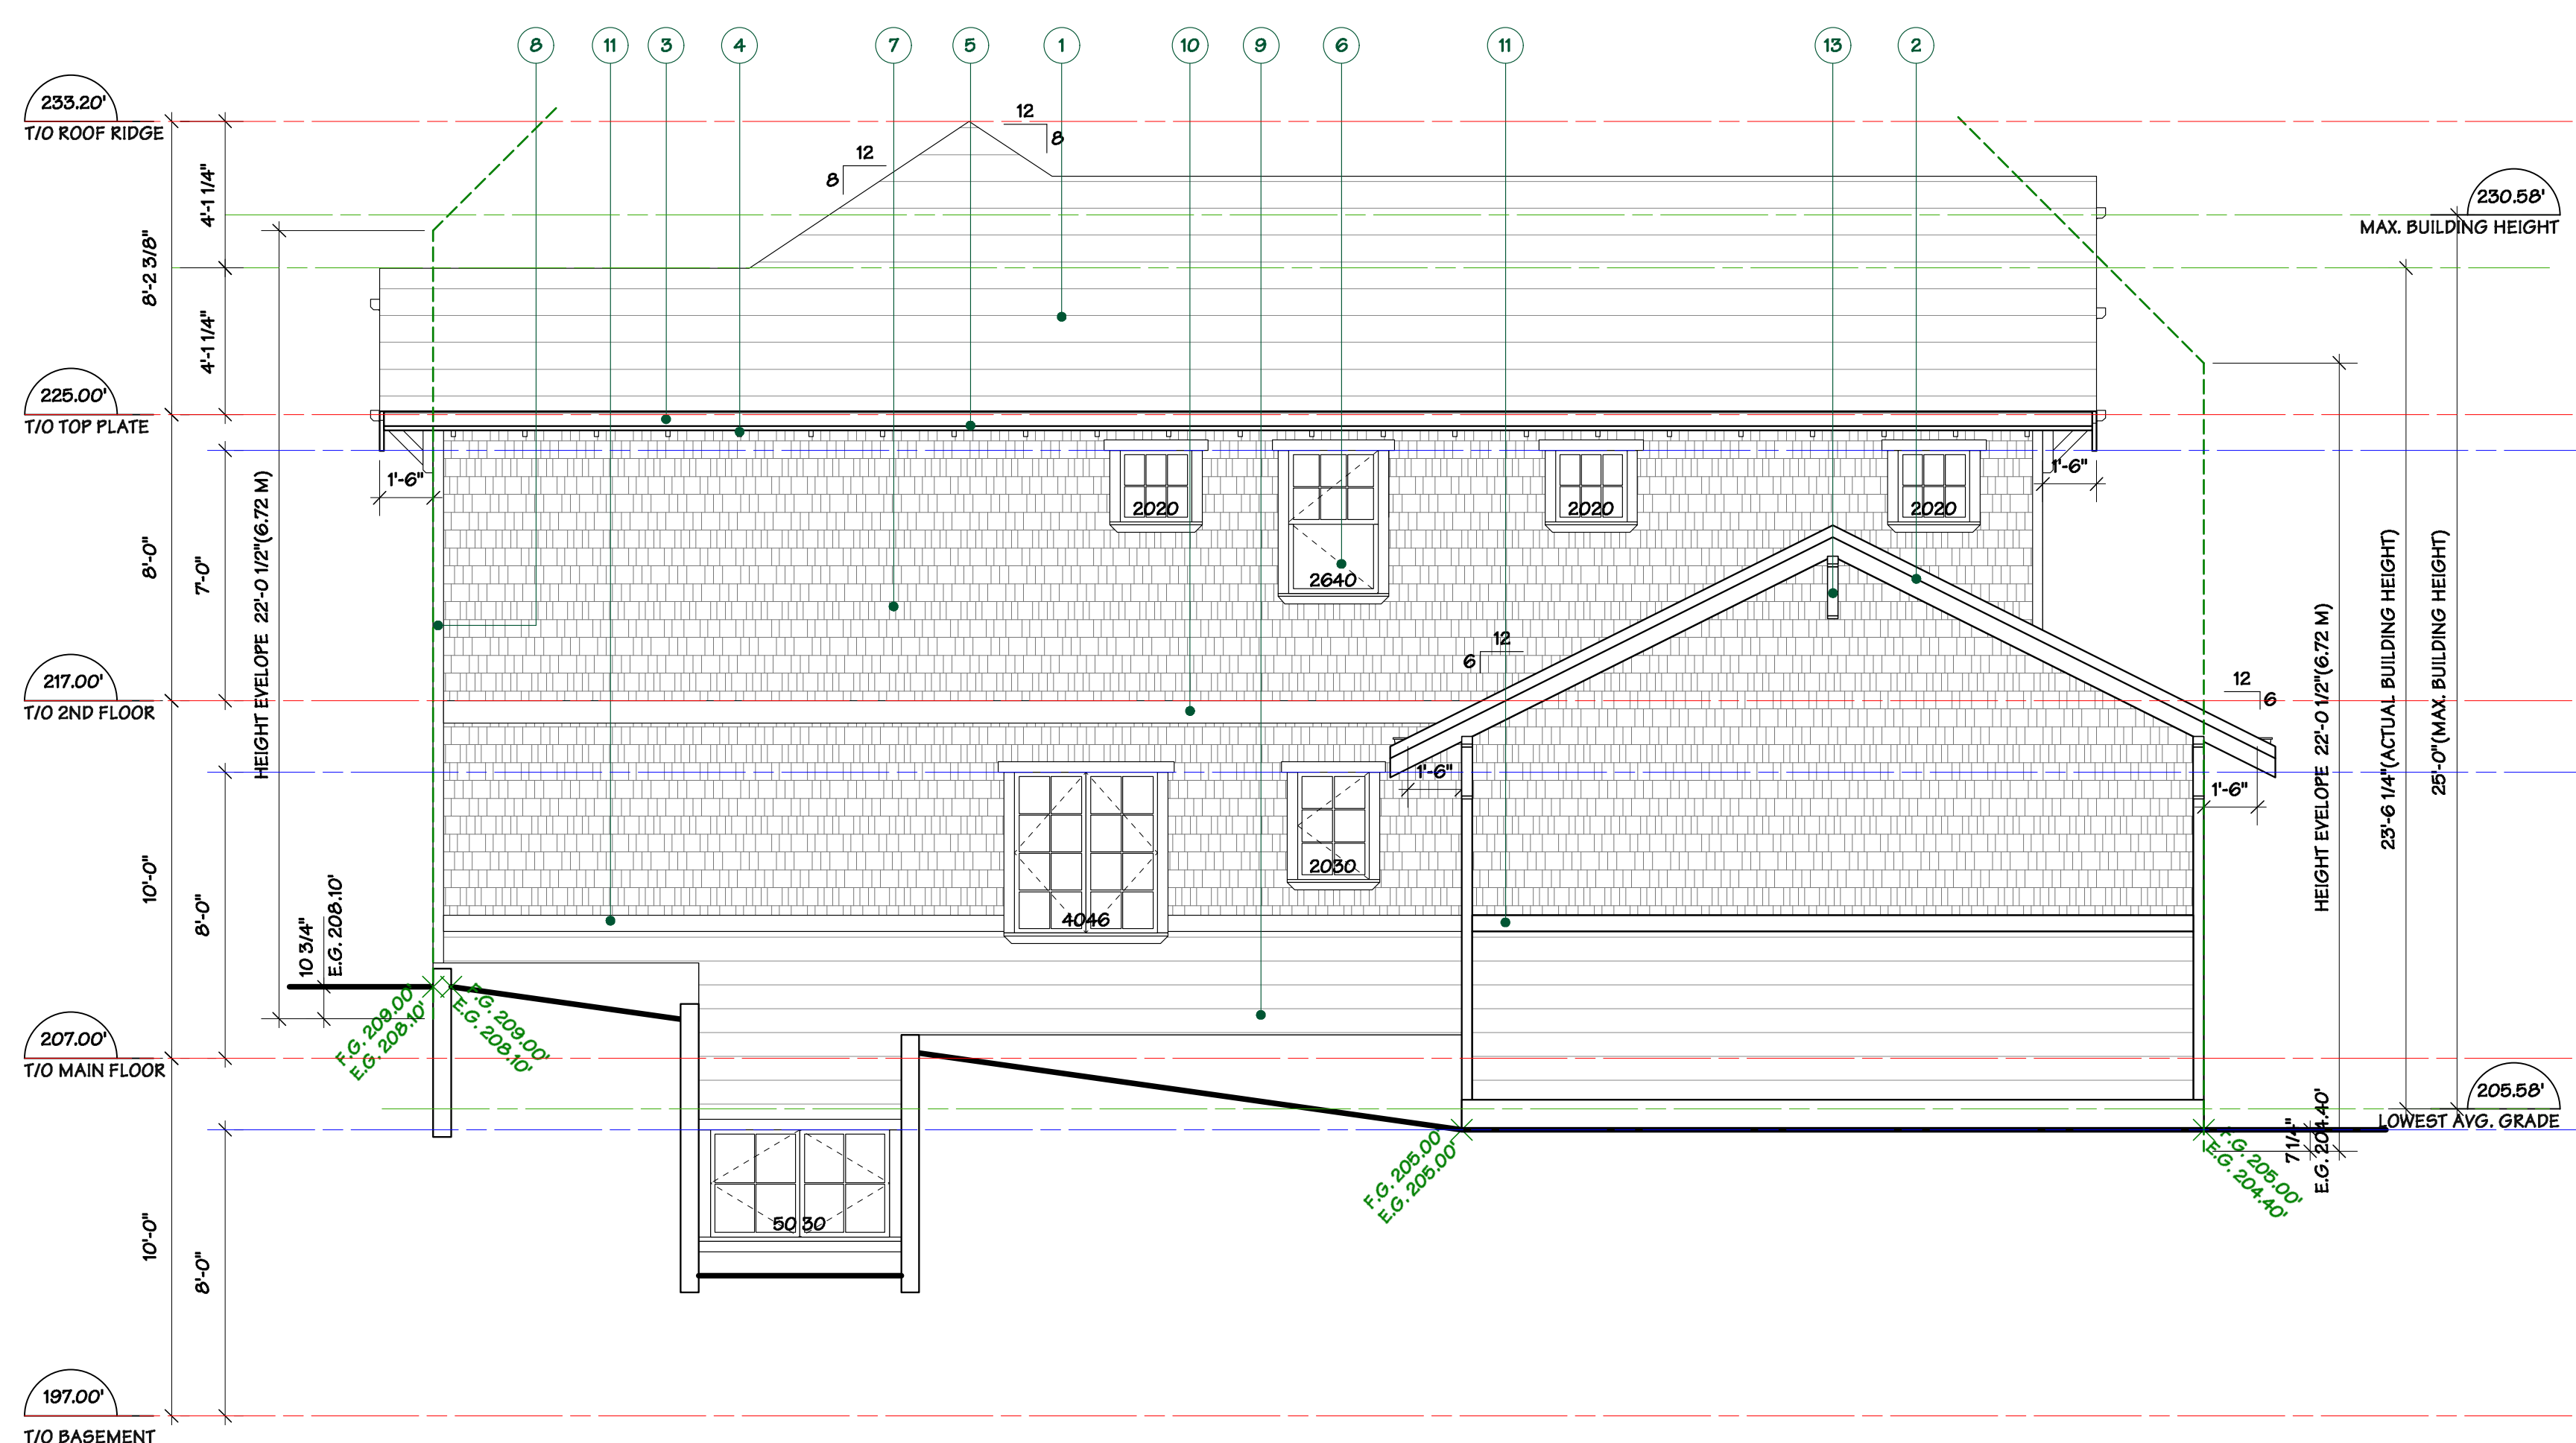 8 11 3 4 7 5 1 10 9 6 11 13 2
233.20'
T/O ROOF RIDGE
12
8
12
8
4'-1 1/4"
8'-2 3/8"
4'-1 1/4"
230.58'
MAX. BUILDING HEIGHT
225.00'
T/O TOP PLATE
1'-6"
1'-6"
2020
2640
2020
2020
8'-0"
7'-0"
HEIGHT EVELOPE 22'-0 1/2"(6.72 M)
217.00'
T/O 2ND FLOOR
12
6
12
6
1'-6"
1'-6"
HEIGHT EVELOPE 22'-0 1/2"(6.72 M)
23'-6 1/4"(ACTUAL BUILDING HEIGHT)
25'-0"(MAX. BUILDING HEIGHT)
2030
4046
10'-0"
8'-0"
10 3/4"
E.G. 208.10'
F.G. 209.00'
E.G. 208.10'
F.G. 209.00'
E.G. 208.10'
207.00'
T/O MAIN FLOOR
205.58'
LOWEST AVG. GRADE
F.G. 205.00'
E.G. 205.00'
F.G. 205.00'
E.G. 204.40'
7 1/4"
E.G. 204.40'
5030
10'-0"
8'-0"
197.00'
T/O BASEMENT